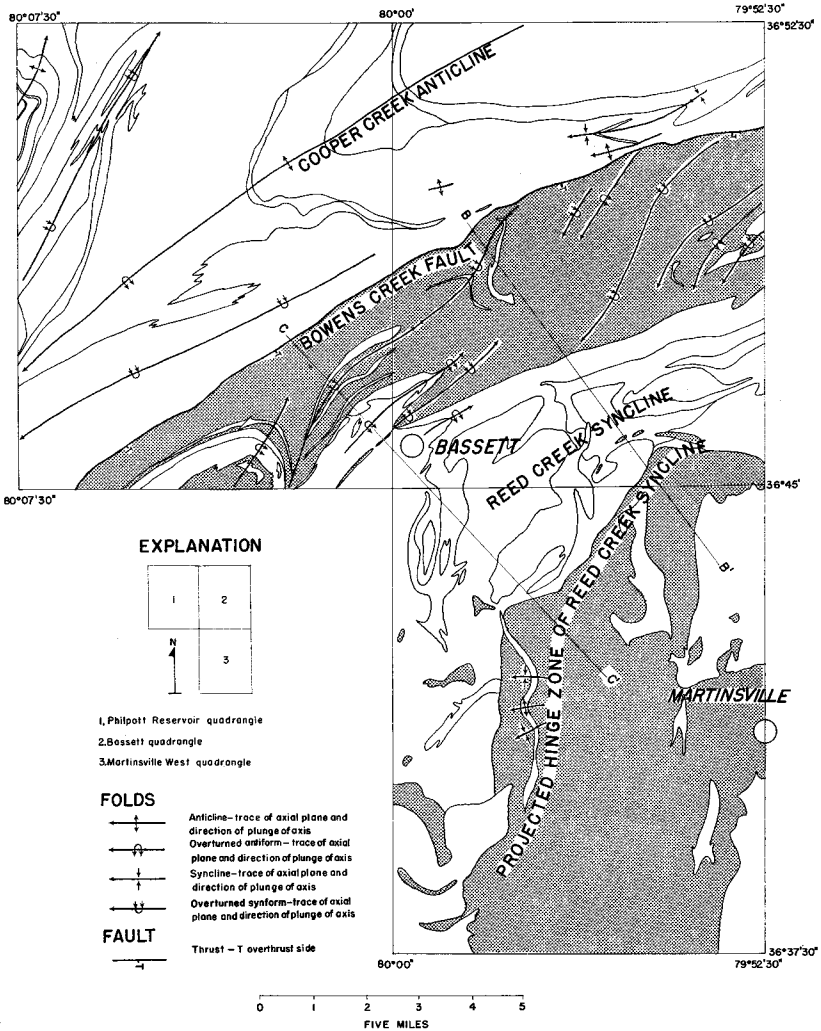 80°07'30"
80°00'
79°52'30"
36°52'30"
COOPER CREEK ANTICLINE
B
BOWENS CREEK FAULT
C
BASSETT
REED CREEK SYNCLINE
80°07'30"
36°45'
PROJECTED HINGE ZONE OF REED CREEK SYNCLINE
B'
C'
MARTINSVILLE
EXPLANATION
1
2
N
3
1, Philpott Reservoir quadrangle
2.Bassett quadrangle
3.Martinsville West quadrangle
FOLDS
Anticline—trace of axial plane and
direction of plunge of axis
Overturned antiform—trace of axial
plane and direction of plunge of axis
Syncline—trace of axial plane and
direction of plunge of axis
Overturned synform—trace of axial
plane and direction of plunge of axis
FAULT
T
Thrust — T overthrust side
80°00'
36°37'30"
79°52'30"
0 1 2 3 4 5
FIVE MILES